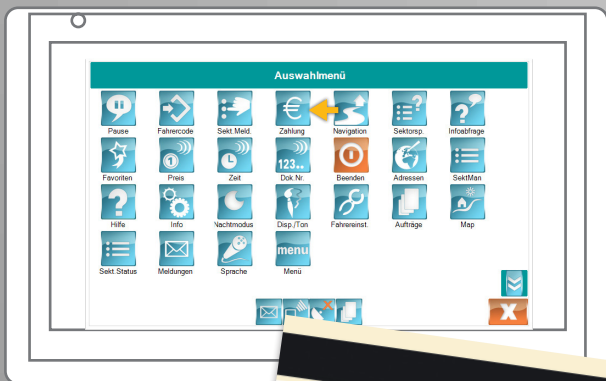 Auswahlmenü
Pause Fahrercode Sekt.Meld. Zahlung Navigation Sektorsp. Infoabfrage
1 123..
Favoriten Preis Zeit Dok.Nr. Beenden Adressen SektMan
menu
Hilfe Info Nachtmodus Disp./Ton Fahrereinst. Aufträge Map
Sekt.Status Meldungen Sprache Menü
X